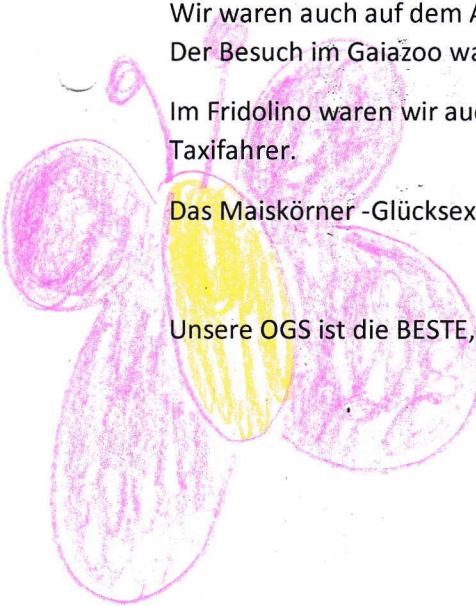 Wir waren auch auf dem A
Der Besuch im Gaiazoo wa
Im Fridolino waren wir auc
Taxifahrer.
Das Maiskörner -Glücksex
Unsere OGS ist die BESTE,